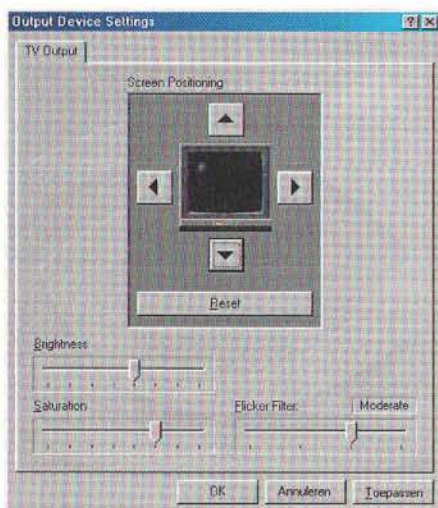 Output Device Settings
TV Output
Screen Positioning
Reset
Brightness
Saturation
Flicker Filter:
Moderate
OK
Annuleren
Toepassen